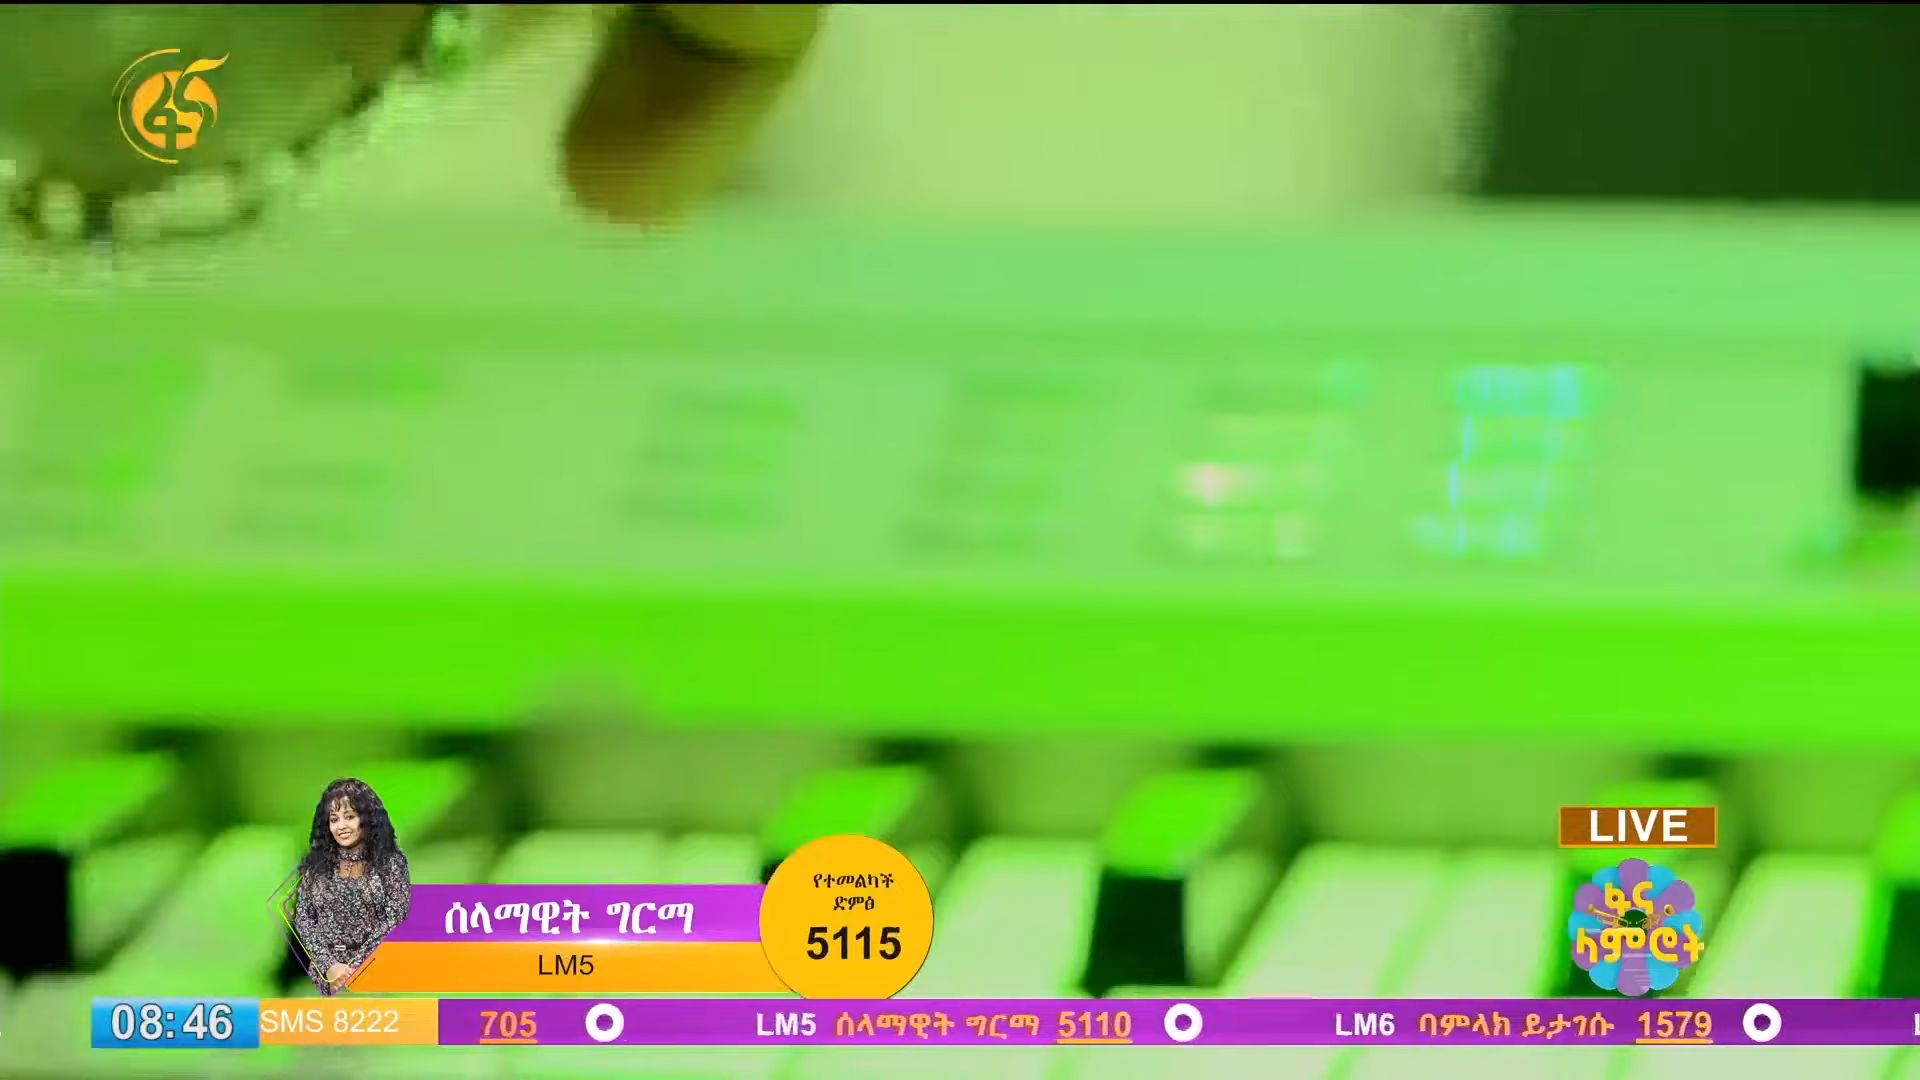 ፋና
LIVE
ፋና
ላምሮት
የተመልካች
ድምፅ
5115
ሰላማዊት ግርማ
LM5
08:46 SMS 8222 705 LM5 ሰላማዊት ግርማ 5110 LM6 ባምላክ ይታገሱ 1579